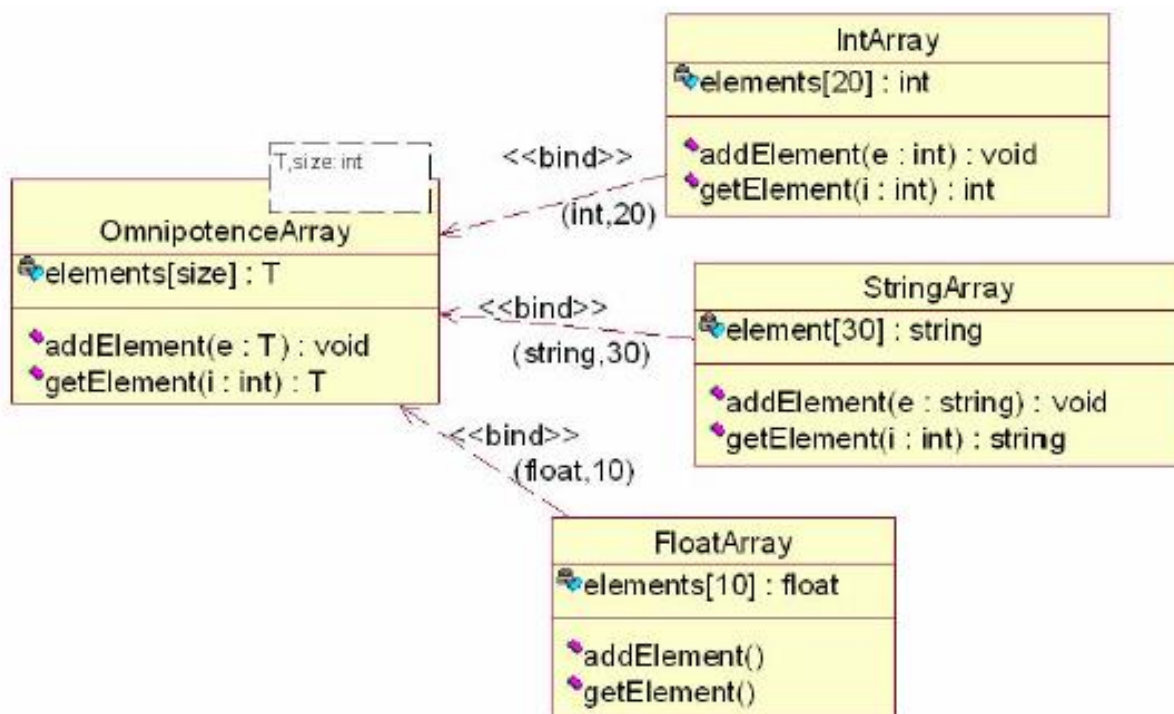 T,size: int
OmnipotenceArray
elements[size] : T
addElement(e : T) : void
getElement(i : int) : T
<<bind>>
(int,20)
IntArray
elements[20] : int
addElement(e : int) : void
getElement(i : int) : int
<<bind>>
(string,30)
StringArray
element[30] : string
addElement(e : string) : void
getElement(i : int) : string
<<bind>>
(float,10)
FloatArray
elements[10] : float
addElement()
getElement()